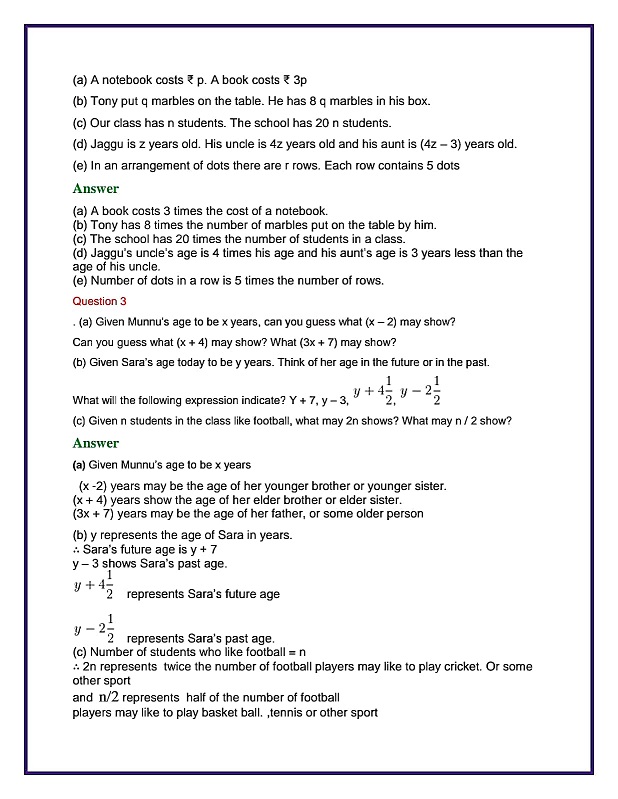 (a) A notebook costs ₹ p. A book costs ₹ 3p
(b) Tony put q marbles on the table. He has 8 q marbles in his box.
(c) Our class has n students. The school has 20 n students.
(d) Jaggu is z years old. His uncle is 4z years old and his aunt is (4z – 3) years old.
(e) In an arrangement of dots there are r rows. Each row contains 5 dots
Answer
(a) A book costs 3 times the cost of a notebook.
(b) Tony has 8 times the number of marbles put on the table by him.
(c) The school has 20 times the number of students in a class.
(d) Jaggu's uncle's age is 4 times his age and his aunt's age is 3 years less than the
age of his uncle.
(e) Number of dots in a row is 5 times the number of rows.
Question 3
. (a) Given Munnu's age to be x years, can you guess what (x – 2) may show?
Can you guess what (x + 4) may show? What (3x + 7) may show?
(b) Given Sara's age today to be y years. Think of her age in the future or in the past.
What will the following expression indicate? Y + 7, y – 3, y + 4 1/2, y – 2 1/2
(c) Given n students in the class like football, what may 2n shows? What may n / 2 show?
Answer
(a) Given Munnu's age to be x years
(x -2) years may be the age of her younger brother or younger sister.
(x + 4) years show the age of her elder brother or elder sister.
(3x + 7) years may be the age of her father, or some older person
(b) y represents the age of Sara in years.
∴ Sara's future age is y + 7
y – 3 shows Sara's past age.
y + 4 1/2 represents Sara's future age
y – 2 1/2 represents Sara's past age.
(c) Number of students who like football = n
∴ 2n represents twice the number of football players may like to play cricket. Or some
other sport
and n/2 represents half of the number of football
players may like to play basket ball. ,tennis or other sport